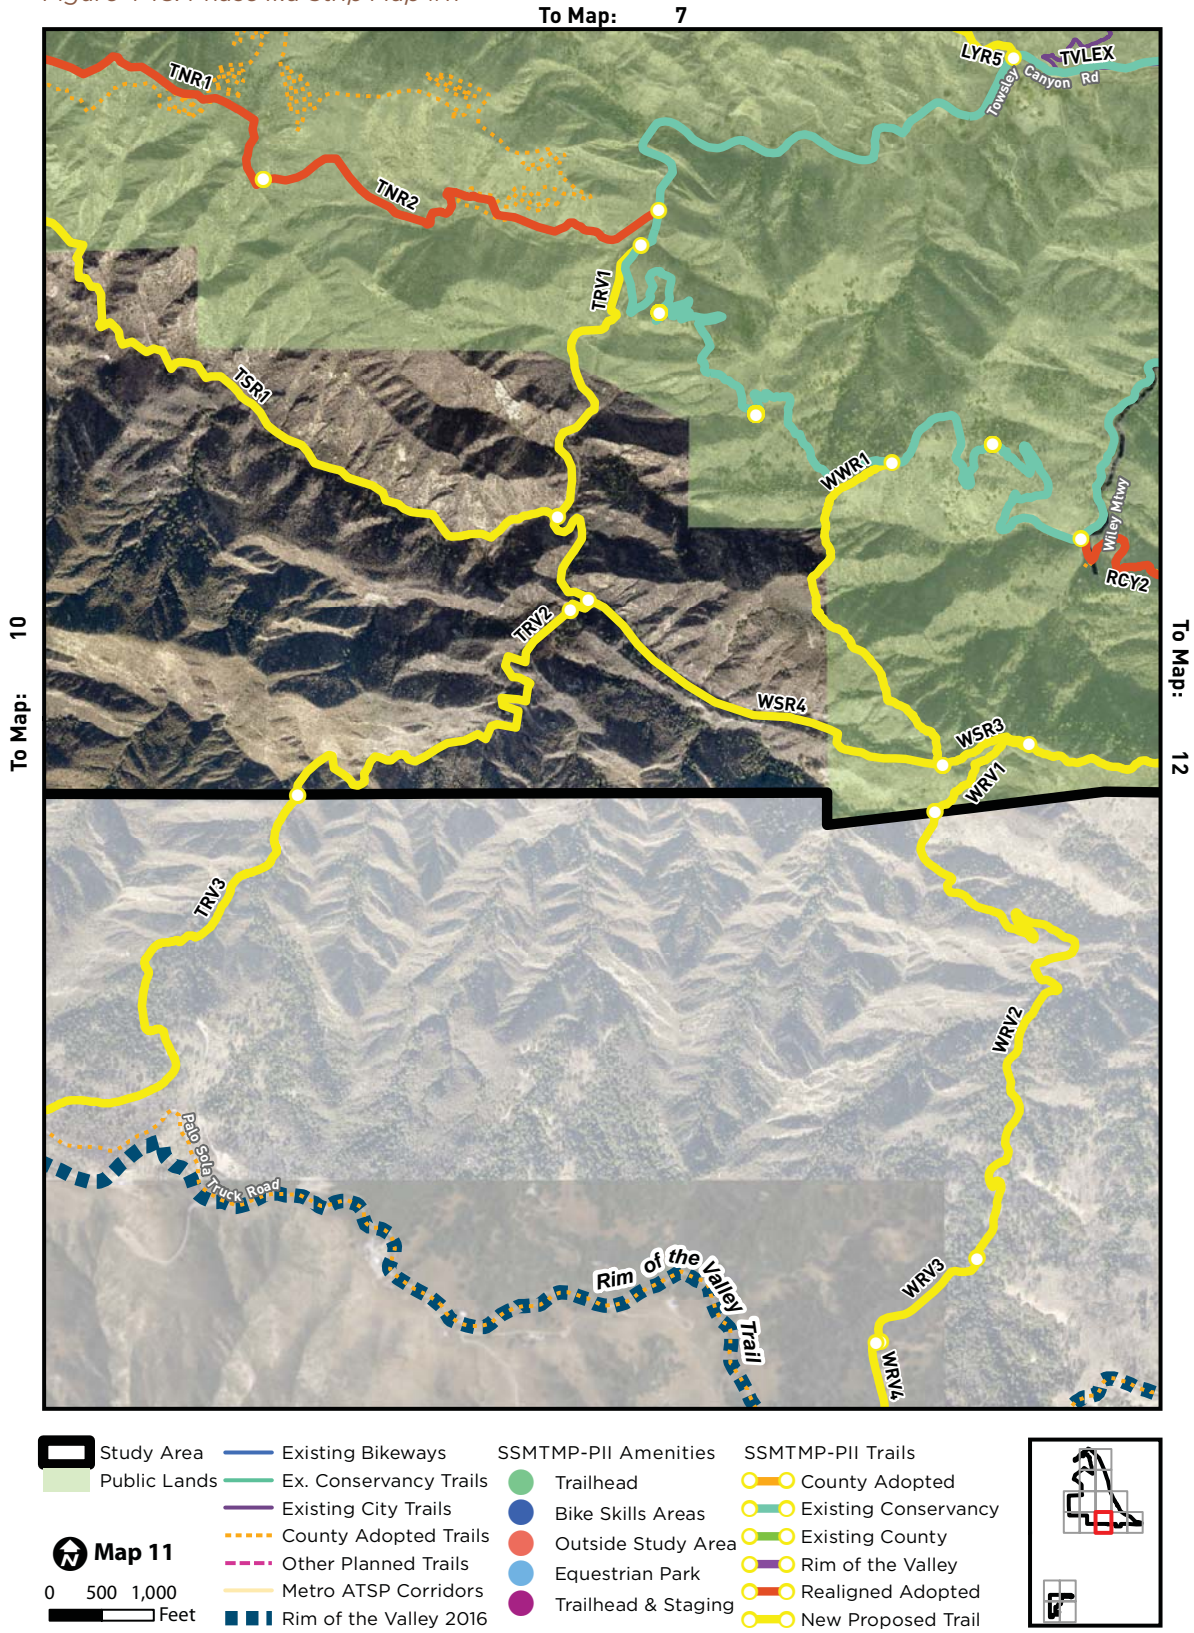 To Map: 7
LYR5
TVLEX
Towsley Canyon Rd
TNR1
TNR2
TRV1
TSR1
WWR1
Wiley Mtwy
RCY2
To Map: 10
To Map: 12
TRV2
WSR4
WSR3
WRV1
TRV3
WRV2
Palo Sola Truck Road
Rim of the Valley Trail
WRV3
WRV4
Study Area
Public Lands
Map 11
N
0 500 1,000
Feet
Existing Bikeways
Ex. Conservancy Trails
Existing City Trails
County Adopted Trails
Other Planned Trails
Metro ATSP Corridors
Rim of the Valley 2016
SSMTMP-PII Amenities
Trailhead
Bike Skills Areas
Outside Study Area
Equestrian Park
Trailhead & Staging
SSMTMP-PII Trails
County Adopted
Existing Conservancy
Existing County
Rim of the Valley
Realigned Adopted
New Proposed Trail